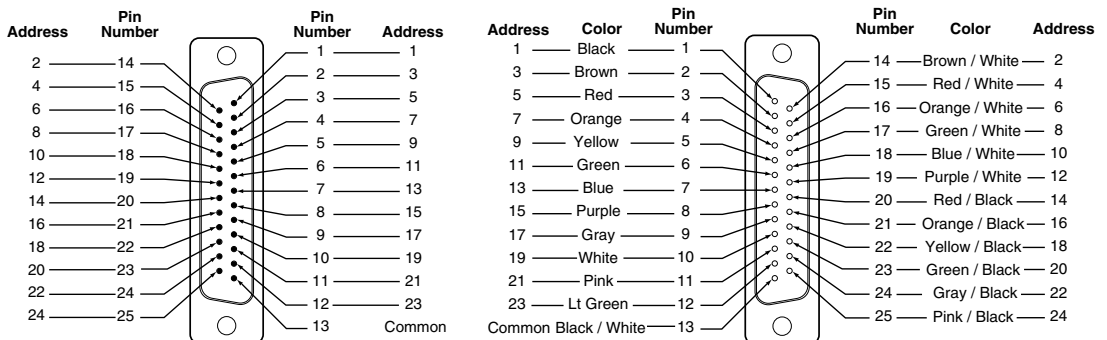 Address Pin Number Pin Number Address
1 1
2 14
2 3
4 15
3 5
6 16
4 7
8 17
5 9
10 18
6 11
12 19
7 13
14 20
8 15
16 21
9 17
18 22
10 19
20 23
11 21
22 24
12 23
24 25
13 Common
Address Color Pin Number Pin Number Color Address
1 Black 1
14 Brown / White 2
3 Brown 2
15 Red / White 4
5 Red 3
16 Orange / White 6
7 Orange 4
17 Green / White 8
9 Yellow 5
18 Blue / White 10
11 Green 6
19 Purple / White 12
13 Blue 7
20 Red / Black 14
15 Purple 8
21 Orange / Black 16
17 Gray 9
22 Yellow / Black 18
19 White 10
23 Green / Black 20
21 Pink 11
24 Gray / Black 22
23 Lt Green 12
25 Pink / Black 24
Common Black / White 13